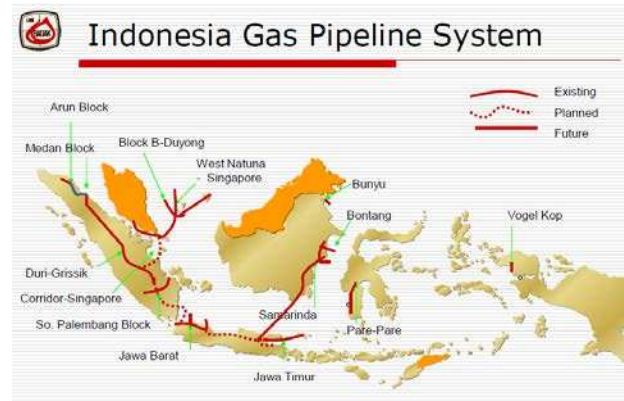 Indonesia Gas Pipeline System
Existing
Planned
Future
Arun Block
Medan Block
Block B-Duyong
West Natuna
- Singapore
Bunyu
Bontang
Vogel Kop
Duri-Grissik
Corridor-Singapore
So. Palembang Block
Samarinda
Pare-Pare
Jawa Barat
Jawa Timur